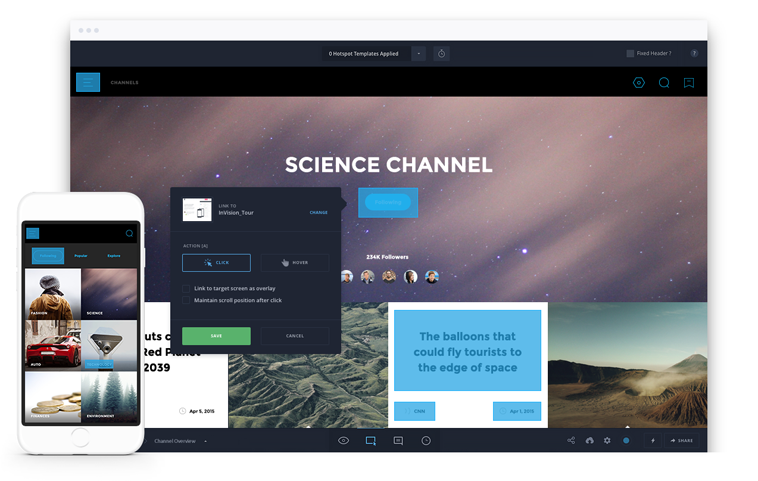 0 Hotspot Templates Applied
Fixed Header ?
?
CHANNELS
SCIENCE CHANNEL
Following
234K Followers
LINK TO
InVision_Tour
CHANGE
ACTION (A)
CLICK
HOVER
Link to target screen as overlay
Maintain scroll position after click
SAVE
CANCEL
uts c
Red Planet
2039
Apr 5, 2015
The balloons that
could fly tourists to
the edge of space
CNN
Apr 1, 2015
Channel Overview
SHARE
Following
Popular
Explore
FASHION
SCIENCE
AUTO
TECHNOLOGY
FINANCES
ENVIRONMENT